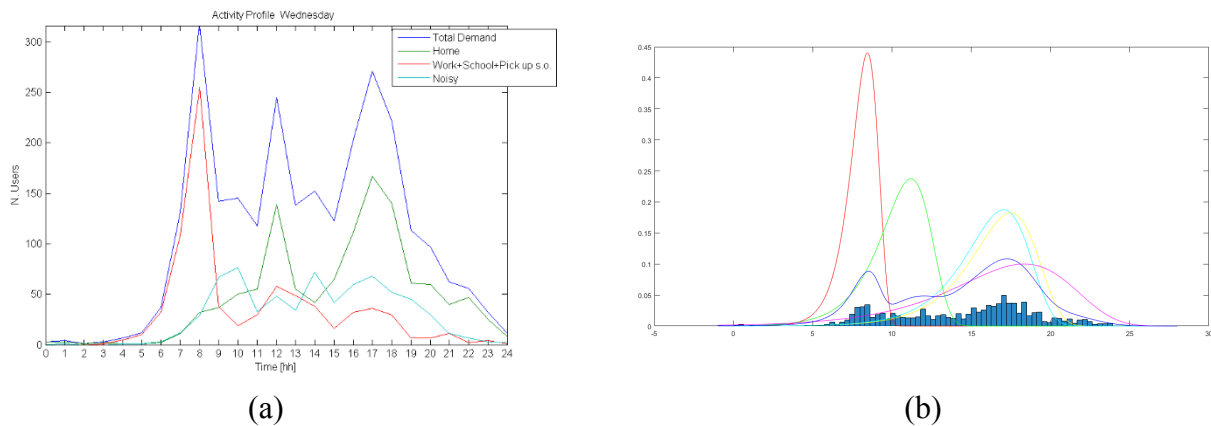 Activity Profile Wednesday
300
250
200
150
100
50
0
N. Users
Total Demand
Home
Work+School+Pick up s.o.
Noisy
0 1 2 3 4 5 6 7 8 9 10 11 12 13 14 15 16 17 18 19 20 21 22 23 24
Time [hh]
(a)
0.45
0.4
0.35
0.3
0.25
0.2
0.15
0.1
0.05
0
-5 0 5 10 15 20 25 30
(b)